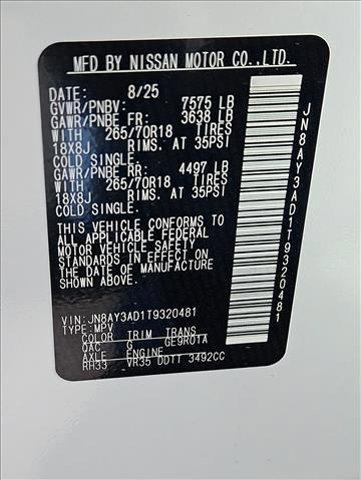 MFD BY NISSAN MOTOR CO.,LTD.
DATE: 8/25
GVWR/PNBV: 7575 LB
GAWR/PNBE FR: 3638 LB
WITH 265/70R18 TIRES
18X8J RIMS. AT 35PSI
COLD SINGLE.
GAWR/PNBE RR: 4497 LB
WITH 265/70R18 TIRES
18X8J RIMS. AT 35PSI
COLD SINGLE.
THIS VEHICLE CONFORMS TO
ALL APPLICABLE FEDERAL
MOTOR VEHICLE SAFETY
STANDARDS IN EFFECT ON
THE DATE OF MANUFACTURE
SHOWN ABOVE.
VIN: JN8AY3AD1T9320481
TYPE: MPV
COLOR TRIM TRANS
QAC G GE9R01A
AXLE ENGINE
RH33 VR35 DDTT 3492CC
JN8AY3AD1T9320481